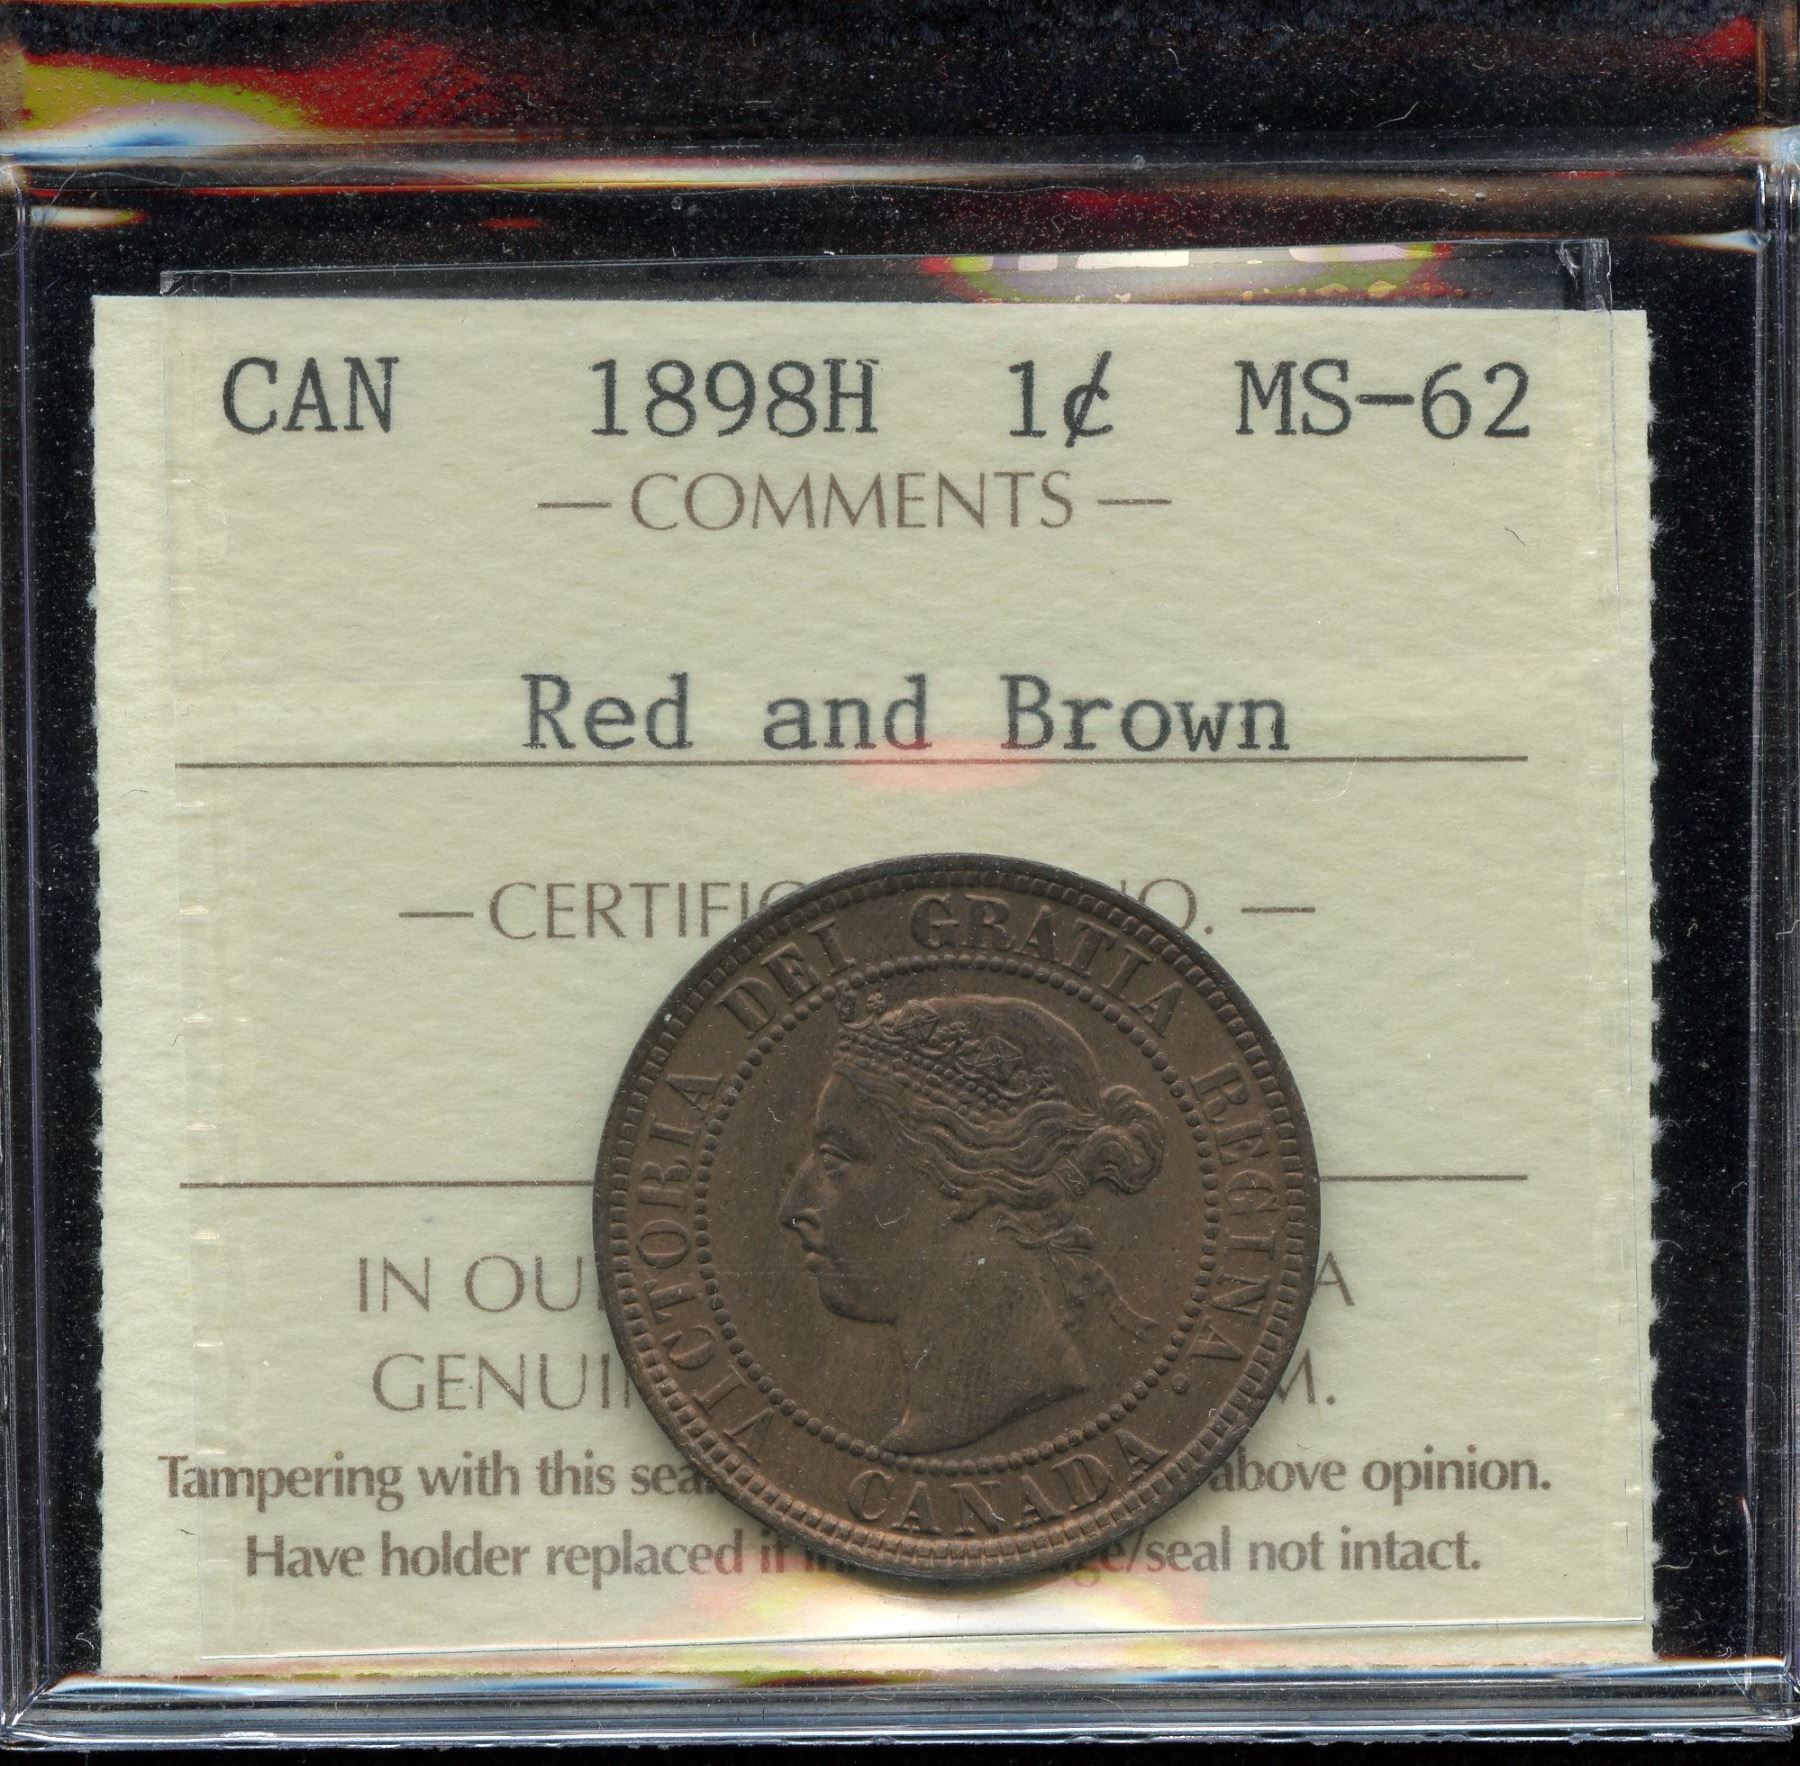 CAN 1898H 1¢ MS-62
— COMMENTS —
Red and Brown
— CERTIFIC O. —
IN OU A
GENUI M.
Tampering with this sea above opinion.
Have holder replaced if ge/seal not intact.
VICTORIA DEI GRATIA REGINA.
CANADA